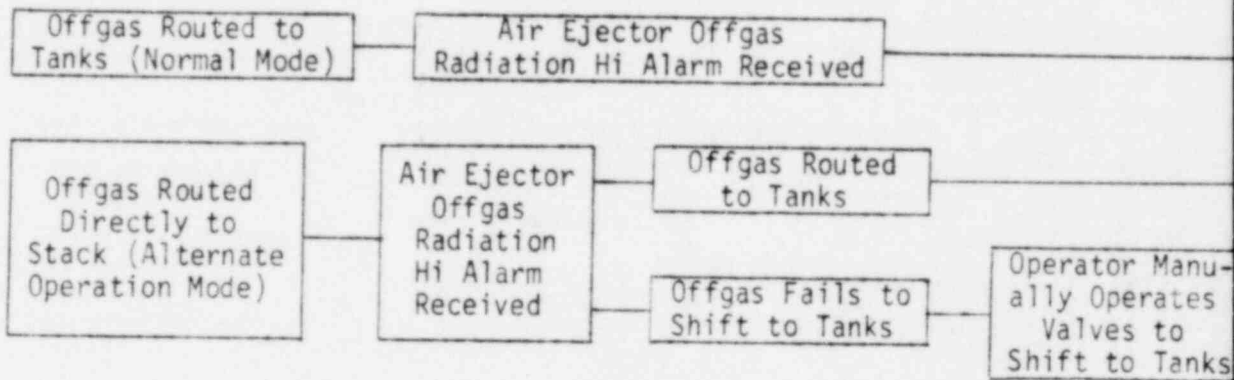 Offgas Routed to
Tanks (Normal Mode)
Air Ejector Offgas
Radiation Hi Alarm Received
Offgas Routed
Directly to
Stack (Alternate
Operation Mode)
Air Ejector
Offgas
Radiation
Hi Alarm
Received
Offgas Routed
to Tanks
Offgas Fails to
Shift to Tanks
Operator Manu-
ally Operates
Valves to
Shift to Tanks